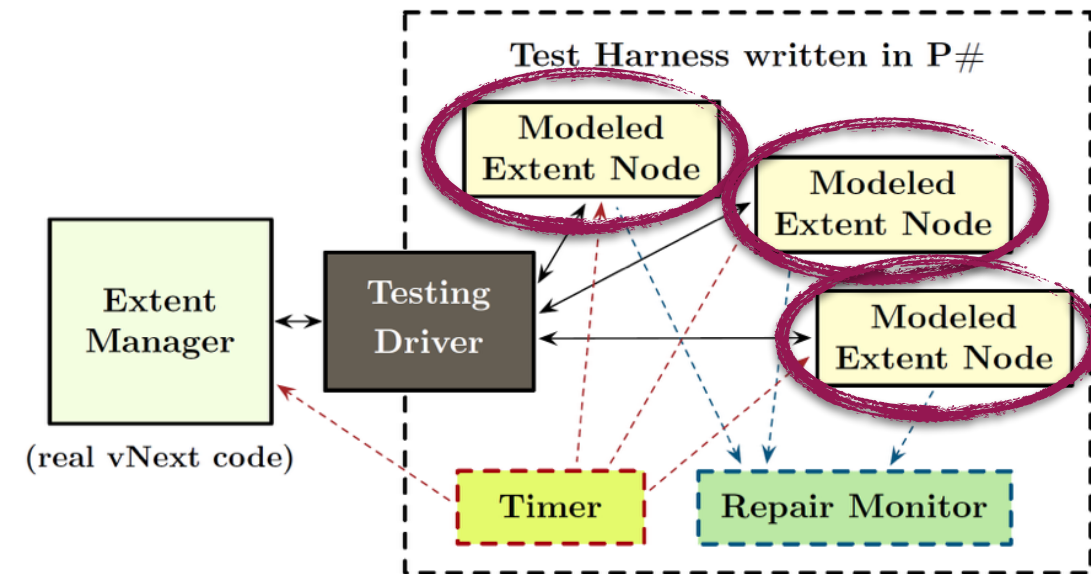 Test Harness written in P#
Modeled
Extent Node
Modeled
Extent Node
Modeled
Extent Node
Extent
Manager
Testing
Driver
(real vNext code)
Timer
Repair Monitor